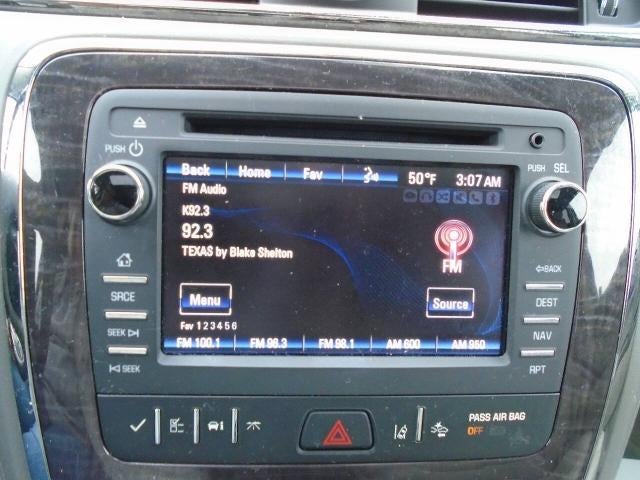 PUSH
PUSH SEL
Back Home Fav 50°F 3:07AM
FM Audio
K92.3
92.3
TEXAS by Blake Shelton
FM
Menu
Source
Fav 1 2 3 4 5 6
FM 100.1 FM 96.3 FM 98.1 AM 600 AM 950
SRCE
SEEK
SEEK
BACK
DEST
NAV
RPT
PASS AIR BAG
OFF